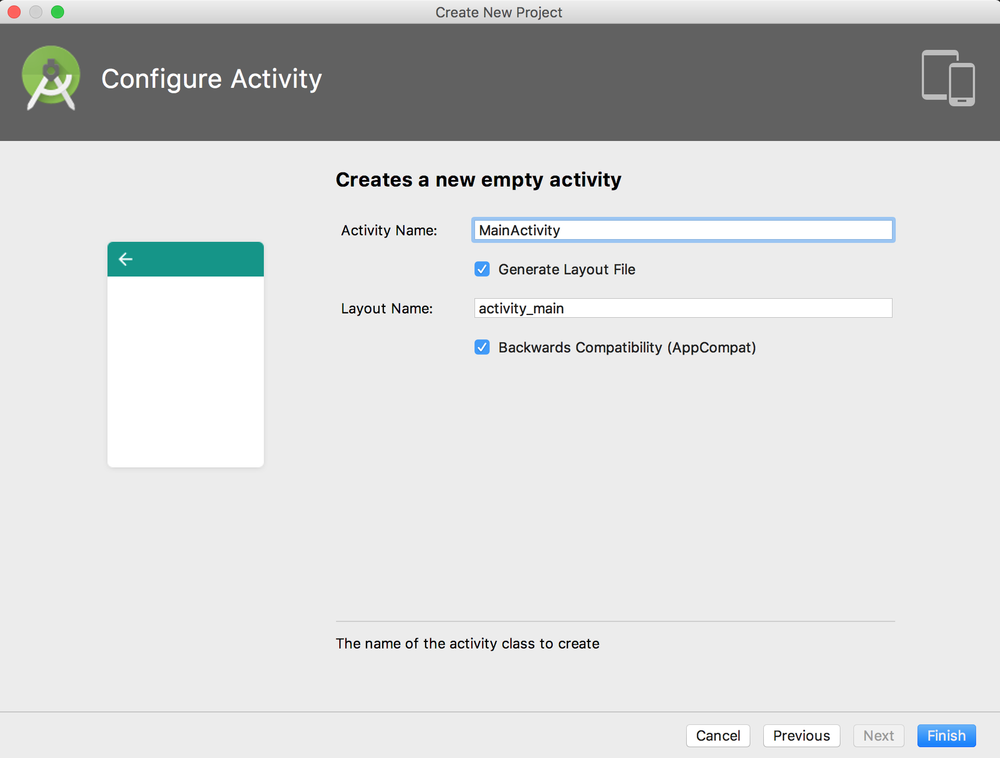 Create New Project
Configure Activity
Creates a new empty activity
Activity Name: MainActivity
Generate Layout File
Layout Name: activity_main
Backwards Compatibility (AppCompat)
The name of the activity class to create
Cancel Previous Next Finish